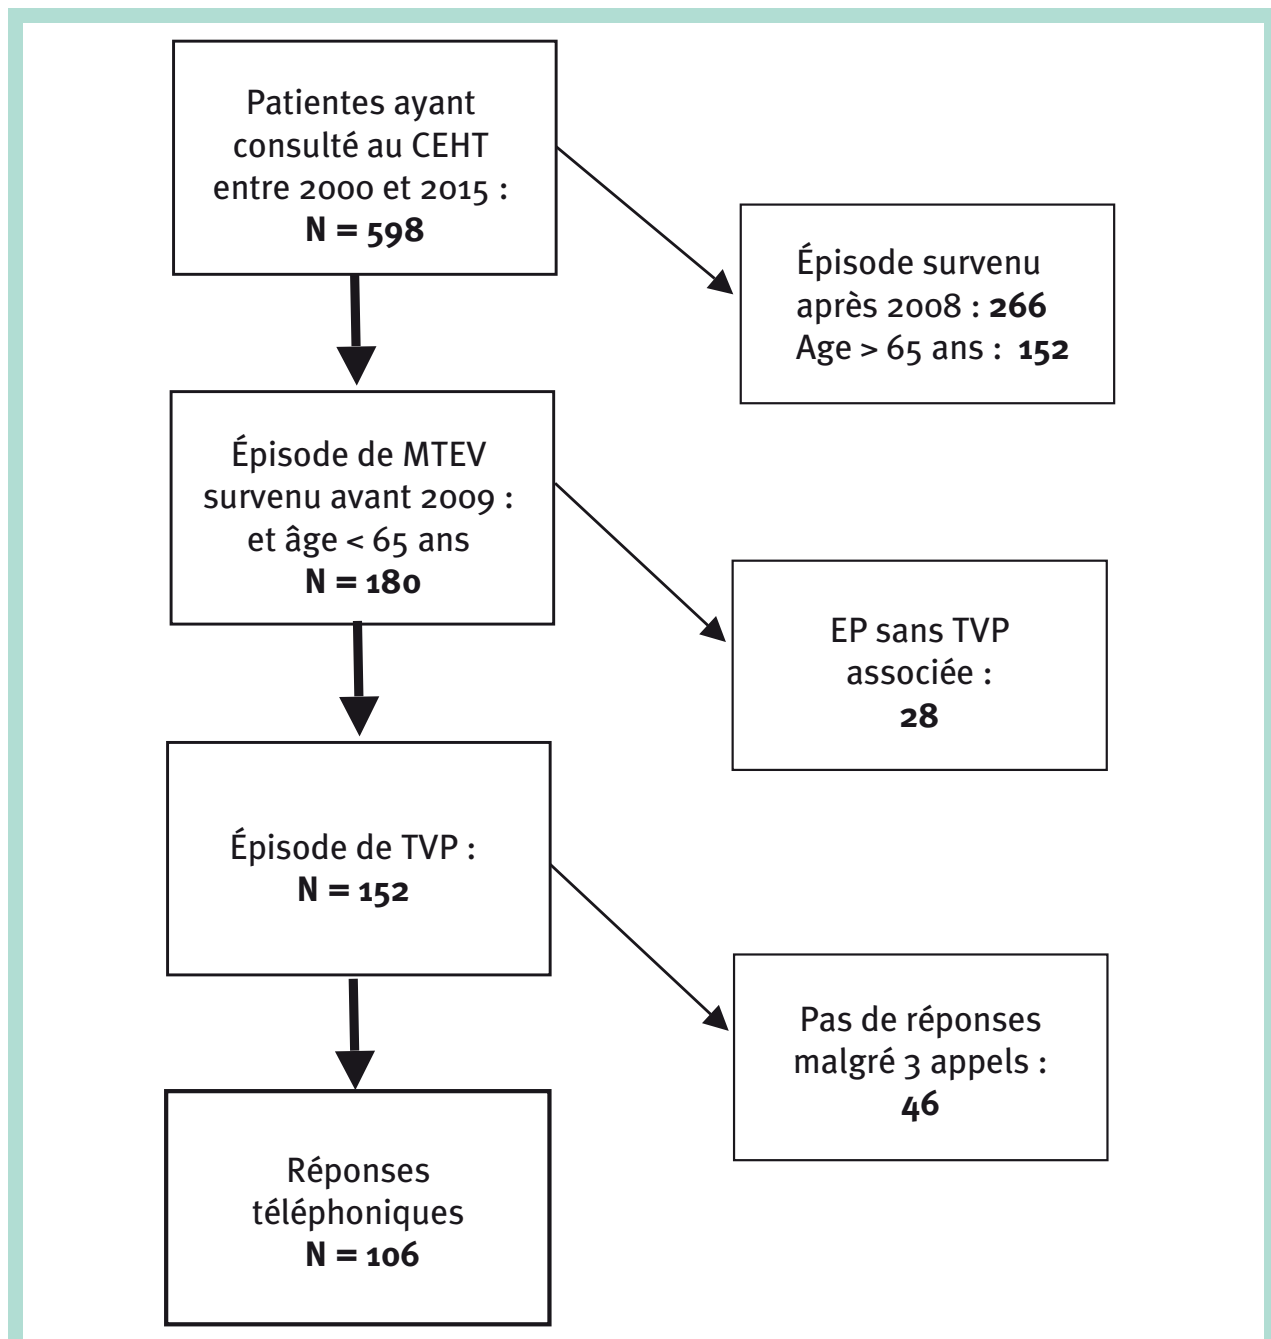 Patientes ayant
consulté au CEHT
entre 2000 et 2015 :
N = 598
Épisode survenu
après 2008 : 266
Age > 65 ans : 152
Épisode de MTEV
survenu avant 2009 :
et âge < 65 ans
N = 180
EP sans TVP
associée :
28
Épisode de TVP :
N = 152
Pas de réponses
malgré 3 appels :
46
Réponses
téléphoniques
N = 106